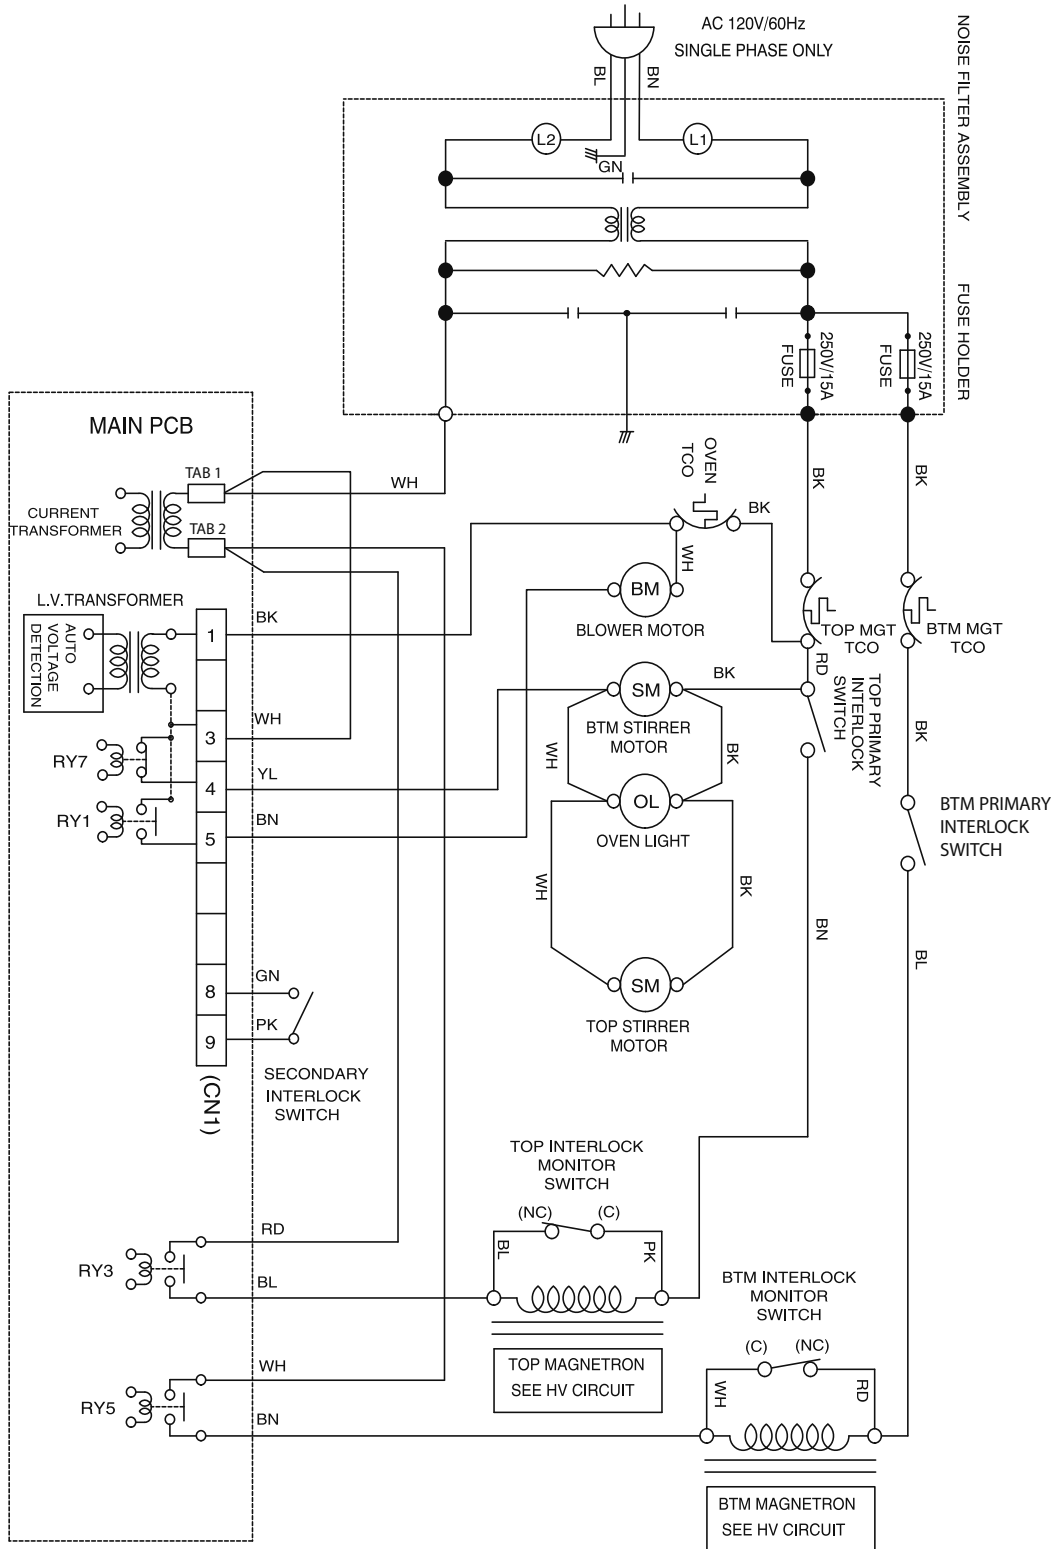 AC 120V/60Hz
SINGLE PHASE ONLY
BL
BN
NOISE FILTER ASSEMBLY
L2
L1
GN
FUSE HOLDER
250V/15A
FUSE
250V/15A
FUSE
MAIN PCB
TAB 1
WH
OVEN
TCO
BK
BK
CURRENT
TRANSFORMER
TAB 2
BK
WH
L.V.TRANSFORMER
AUTO
VOLTAGE
DETECTION
1
BK
BM
BLOWER MOTOR
TOP MGT
TCO
BTM MGT
TCO
RD
TOP PRIMARY
INTERLOCK
SWITCH
BK
SM
BTM STIRRER
MOTOR
WH
3
RY7
YL
4
WH
BK
BK
OL
OVEN LIGHT
RY1
BN
5
BTM PRIMARY
INTERLOCK
SWITCH
WH
BK
BN
BL
GN
8
PK
9
SM
TOP STIRRER
MOTOR
(CN1)
SECONDARY
INTERLOCK
SWITCH
TOP INTERLOCK
MONITOR
SWITCH
(NC)
(C)
BL
PK
RD
RY3
BL
BTM INTERLOCK
MONITOR
SWITCH
(C)
(NC)
TOP MAGNETRON
SEE HV CIRCUIT
WH
RD
WH
RY5
BN
BTM MAGNETRON
SEE HV CIRCUIT